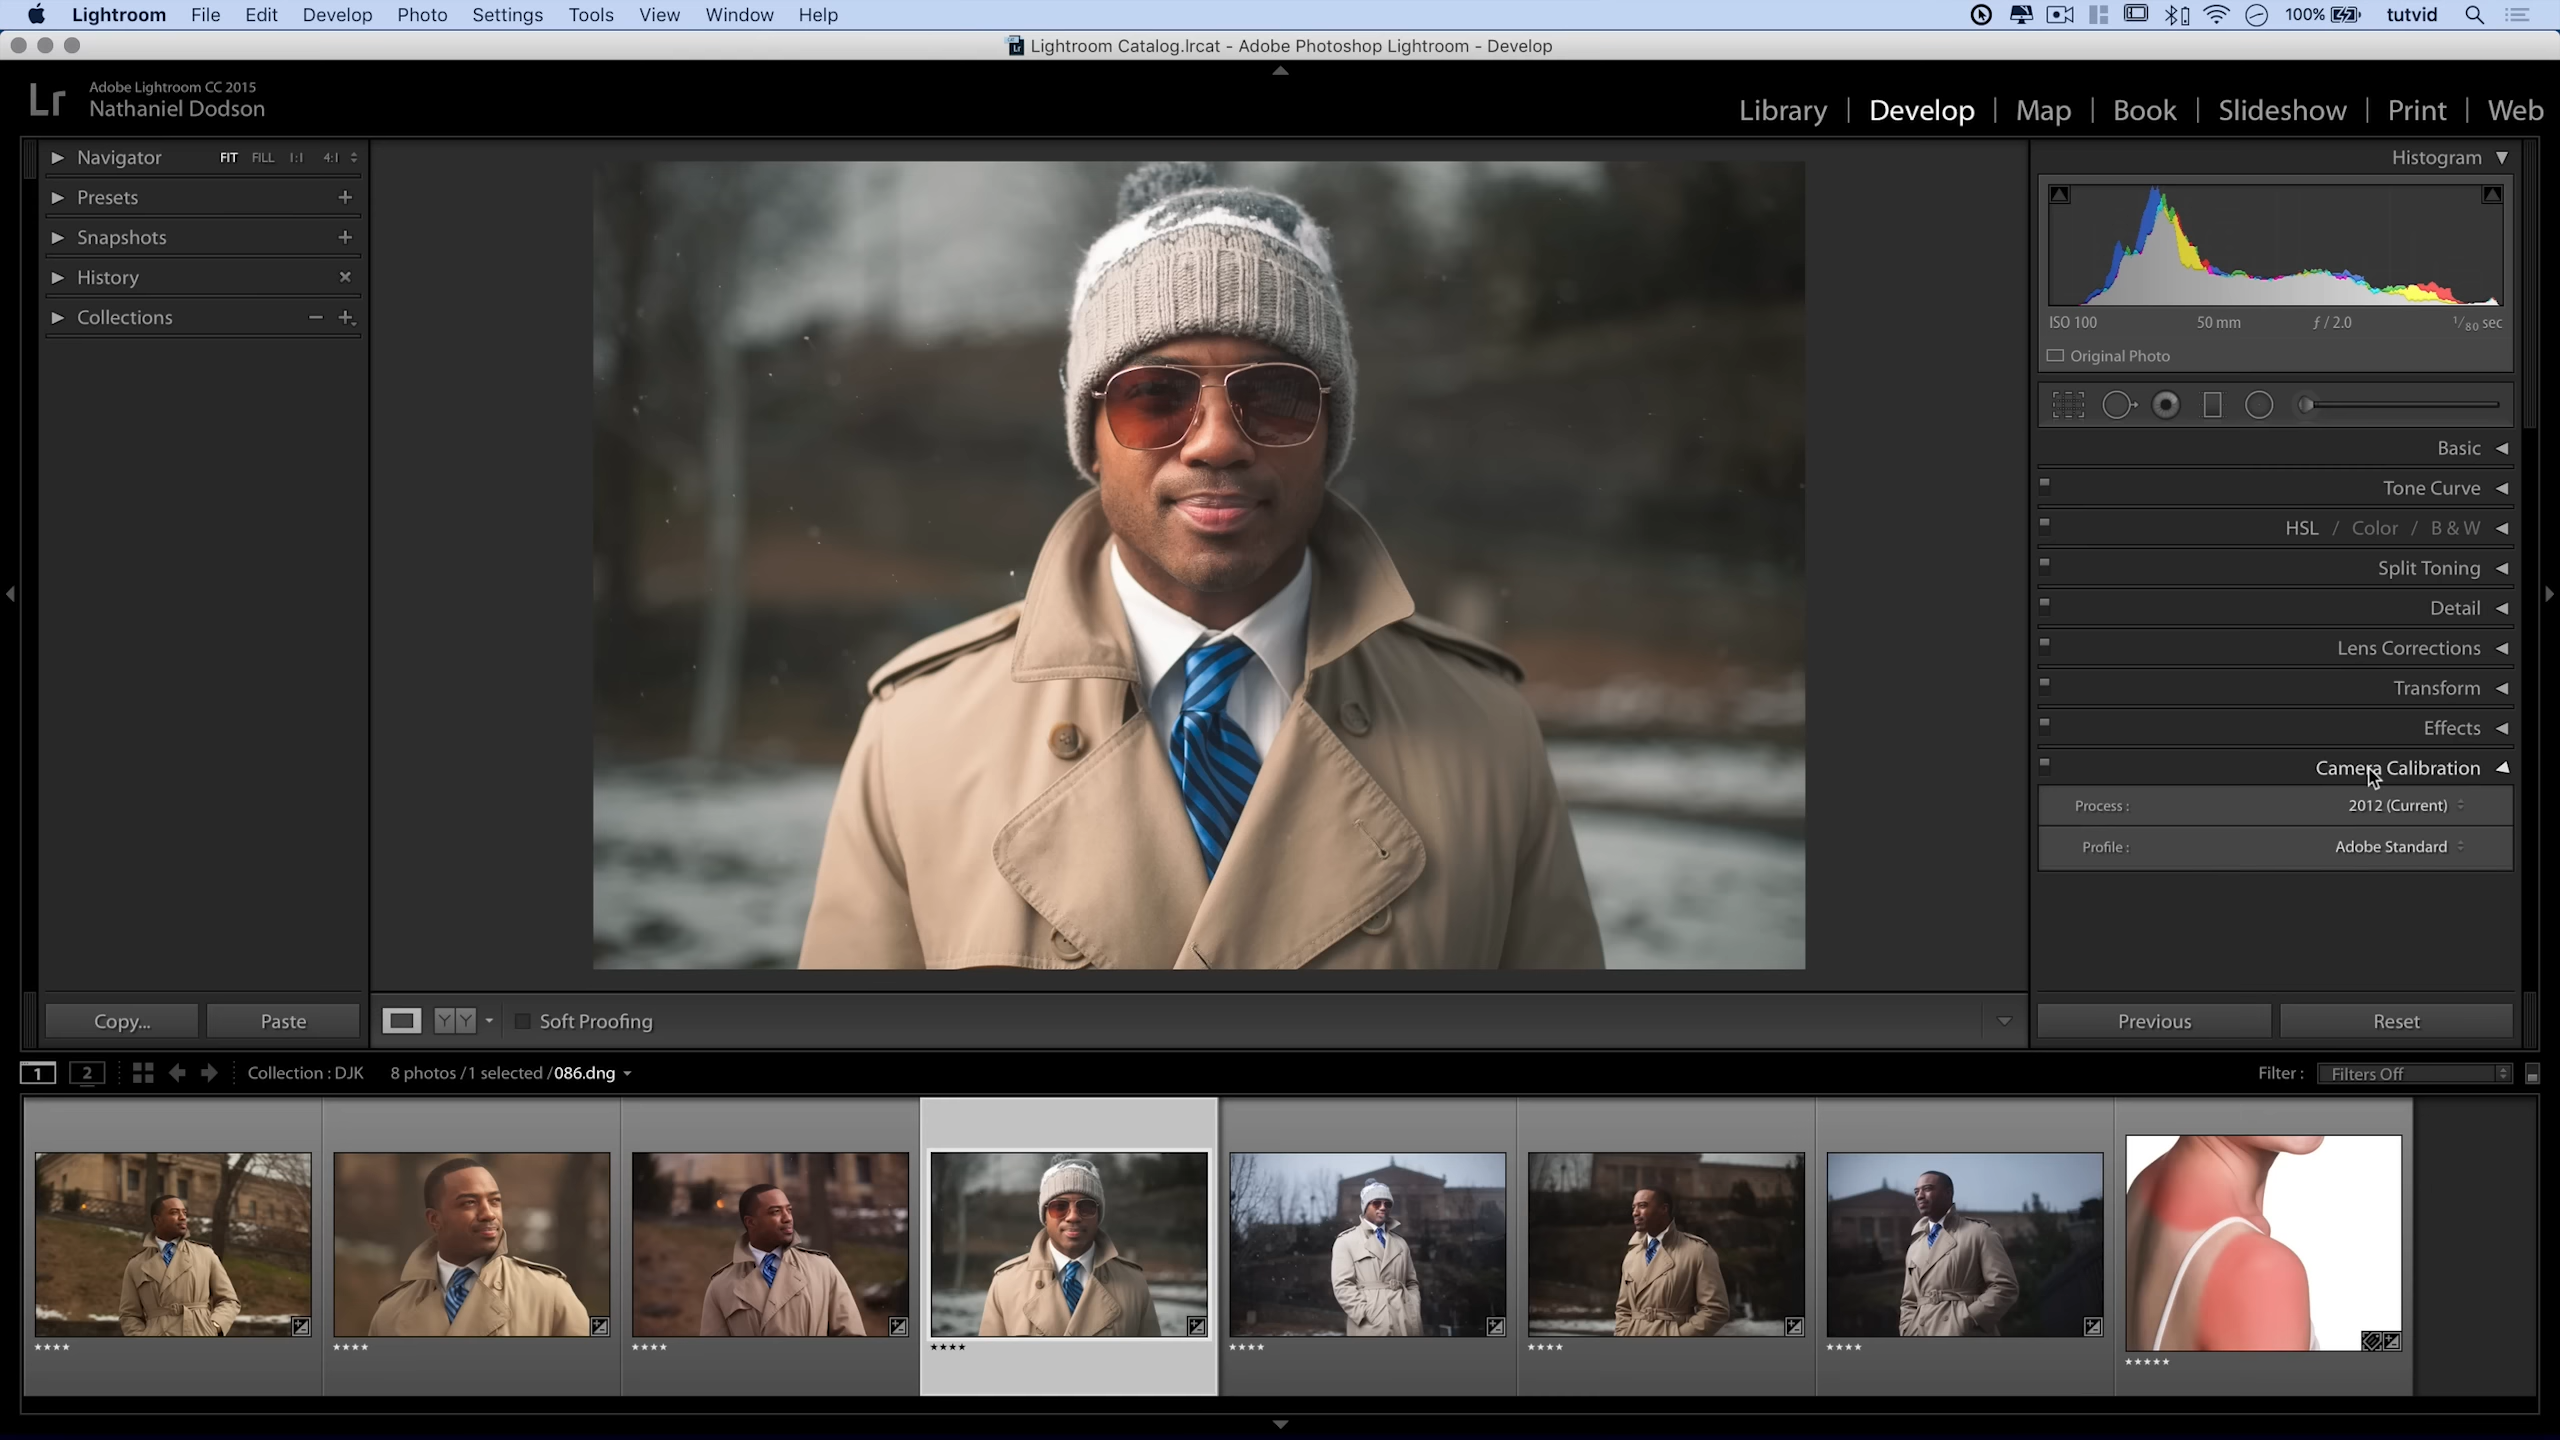 Lightroom File Edit Develop Photo Settings Tools View Window Help 100% tutvid
Lightroom Catalog.lrcat - Adobe Photoshop Lightroom - Develop
Lr Adobe Lightroom CC 2015
Nathaniel Dodson
Library | Develop | Map | Book | Slideshow | Print | Web
Navigator FIT FILL 1:1 4:1
Presets
Snapshots
History
Collections
Histogram
ISO 100 50 mm ƒ / 2.0 1/80 sec
Original Photo
Basic
Tone Curve
HSL / Color / B & W
Split Toning
Detail
Lens Corrections
Transform
Effects
Camera Calibration
Process : 2012 (Current)
Profile : Adobe Standard
Copy... Paste Y Y Soft Proofing Previous Reset
1 2 Collection : DJK 8 photos / 1 selected / 086.dng Filter : Filters Off